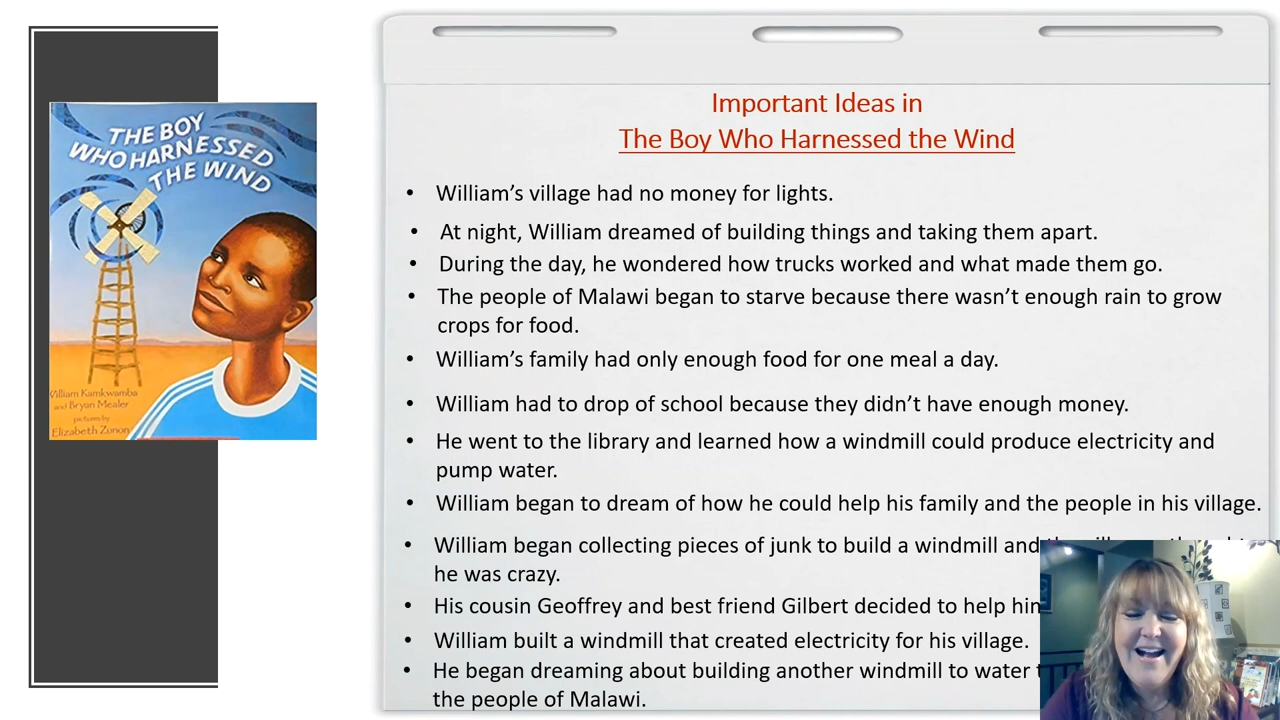 THE BOY
WHO HARNESSED
THE WIND
William Kamkwamba
and Bryan Mealer
pictures by
Elizabeth Zunon
Important Ideas in
The Boy Who Harnessed the Wind
• William’s village had no money for lights.
• At night, William dreamed of building things and taking them apart.
• During the day, he wondered how trucks worked and what made them go.
• The people of Malawi began to starve because there wasn’t enough rain to grow
crops for food.
• William’s family had only enough food for one meal a day.
• William had to drop of school because they didn’t have enough money.
• He went to the library and learned how a windmill could produce electricity and
pump water.
• William began to dream of how he could help his family and the people in his village.
• William began collecting pieces of junk to build a windmill and
he was crazy.
• His cousin Geoffrey and best friend Gilbert decided to help
• William built a windmill that created electricity for his village.
• He began dreaming about building another windmill to water
the people of Malawi.